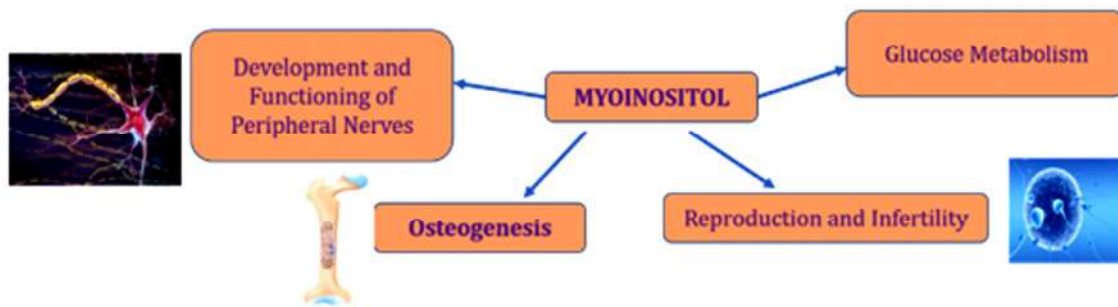 Development and
Functioning of
Peripheral Nerves
MYOINOSITOL
Glucose Metabolism
Osteogenesis
Reproduction and Infertility